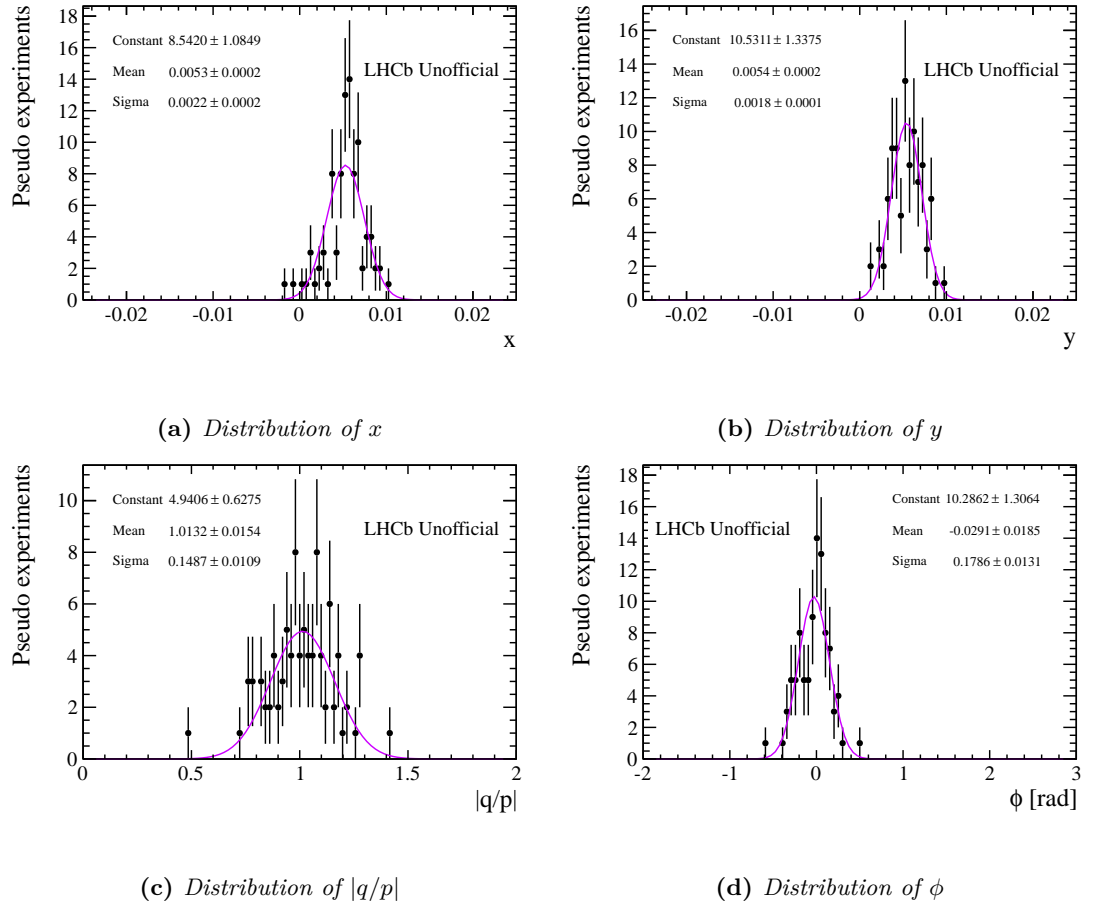 Pseudo experiments
18
16
14
12
10
8
6
4
2
0
Constant 8.5420 ± 1.0849
Mean 0.0053 ± 0.0002
Sigma 0.0022 ± 0.0002
LHCb Unofficial
-0.02 -0.01 0 0.01 0.02
x
Pseudo experiments
16
14
12
10
8
6
4
2
0
Constant 10.5311 ± 1.3375
Mean 0.0054 ± 0.0002
Sigma 0.0018 ± 0.0001
LHCb Unofficial
-0.02 -0.01 0 0.01 0.02
y
(a) Distribution of x
(b) Distribution of y
Pseudo experiments
10
8
6
4
2
0
Constant 4.9406 ± 0.6275
Mean 1.0132 ± 0.0154
Sigma 0.1487 ± 0.0109
LHCb Unofficial
0 0.5 1 1.5 2
|q/p|
Pseudo experiments
18
16
14
12
10
8
6
4
2
0
LHCb Unofficial
Constant 10.2862 ± 1.3064
Mean -0.0291 ± 0.0185
Sigma 0.1786 ± 0.0131
-2 -1 0 1 2 3
ϕ [rad]
(c) Distribution of |q/p|
(d) Distribution of ϕ